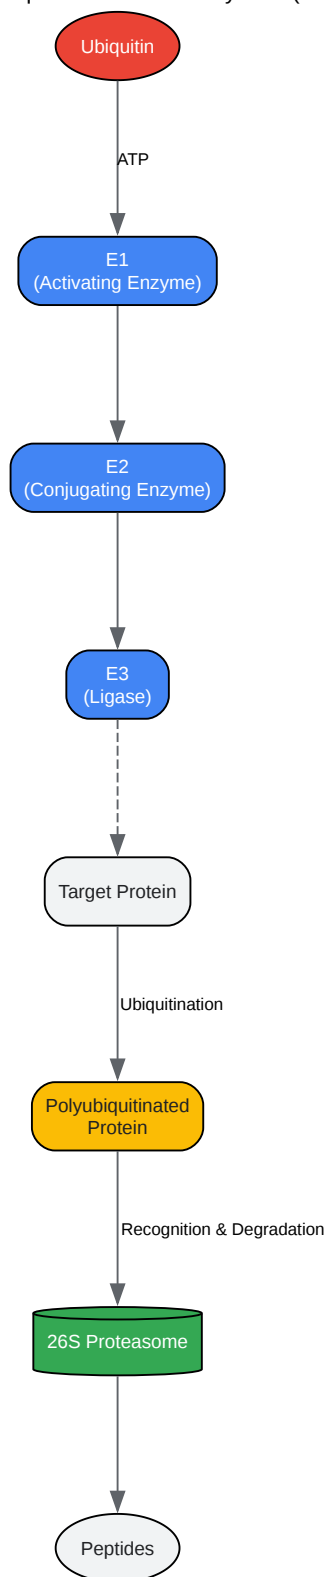 Ubiquitin
ATP
E1
(Activating Enzyme)
E2
(Conjugating Enzyme)
E3
(Ligase)
Target Protein
Ubiquitination
Polyubiquitinated
Protein
Recognition & Degradation
26S Proteasome
Peptides